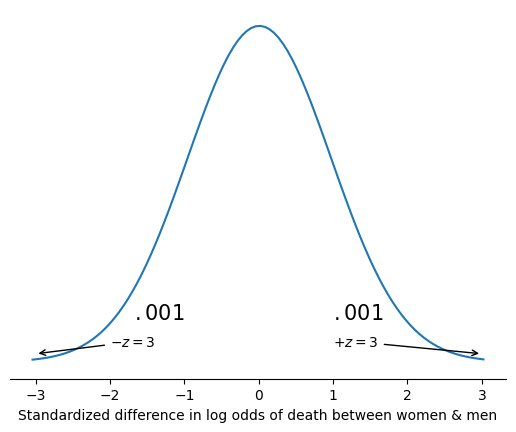 .001 .001
−z = 3 +z = 3
−3 −2 −1 0 1 2 3
Standardized difference in log odds of death between women & men